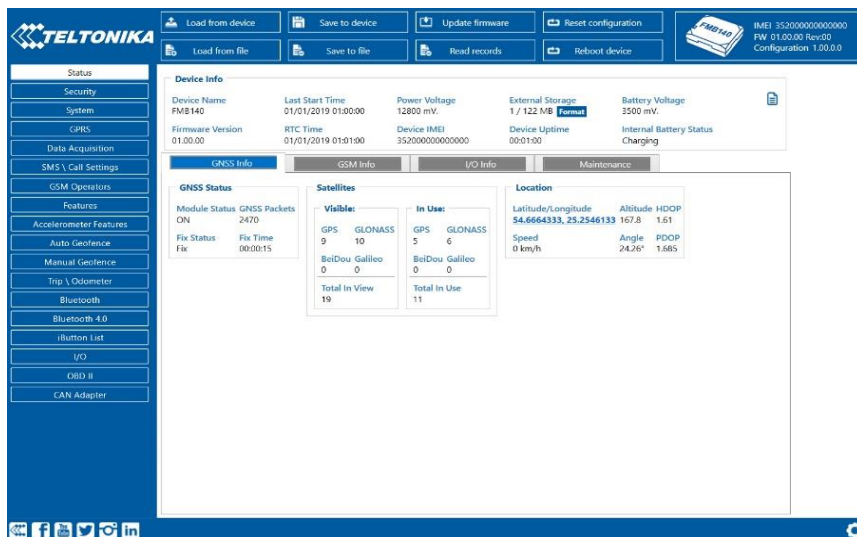 TELTONIKA
Load from device
Save to device
Update firmware
Reset configuration
Load from file
Save to file
Read records
Reboot device
FMB140
IMEI 352000000000000
FW 01.00.00 Rev:00
Configuration 1.00.0.0
Status
Security
System
GPRS
Data Acquisition
SMS \ Call Settings
GSM Operators
Features
Accelerometer Features
Auto Geofence
Manual Geofence
Trip \ Odometer
Bluetooth
Bluetooth 4.0
iButton List
I/O
OBD II
CAN Adapter
Device Info
Device Name Last Start Time Power Voltage External Storage Battery Voltage
FMB140 01/01/2019 01:00:00 12800 mV. 1 / 122 MB Format 3500 mV.
Firmware Version RTC Time Device IMEI Device Uptime Internal Battery Status
01.00.00 01/01/2019 01:01:00 352000000000000 00:01:00 Charging
GNSS Info GSM Info I/O Info Maintenance
GNSS Status
Module Status GNSS Packets
ON 2470
Fix Status Fix Time
Fix 00:00:15
Satellites
Visible:
GPS GLONASS
9 10
BeiDou Galileo
0 0
Total In View
19
In Use:
GPS GLONASS
5 6
BeiDou Galileo
0 0
Total In Use
11
Location
Latitude/Longitude Altitude HDOP
54.6664333, 25.2546133 167.8 1.61
Speed Angle PDOP
0 km/h 24.26° 1.685
f You Tube in